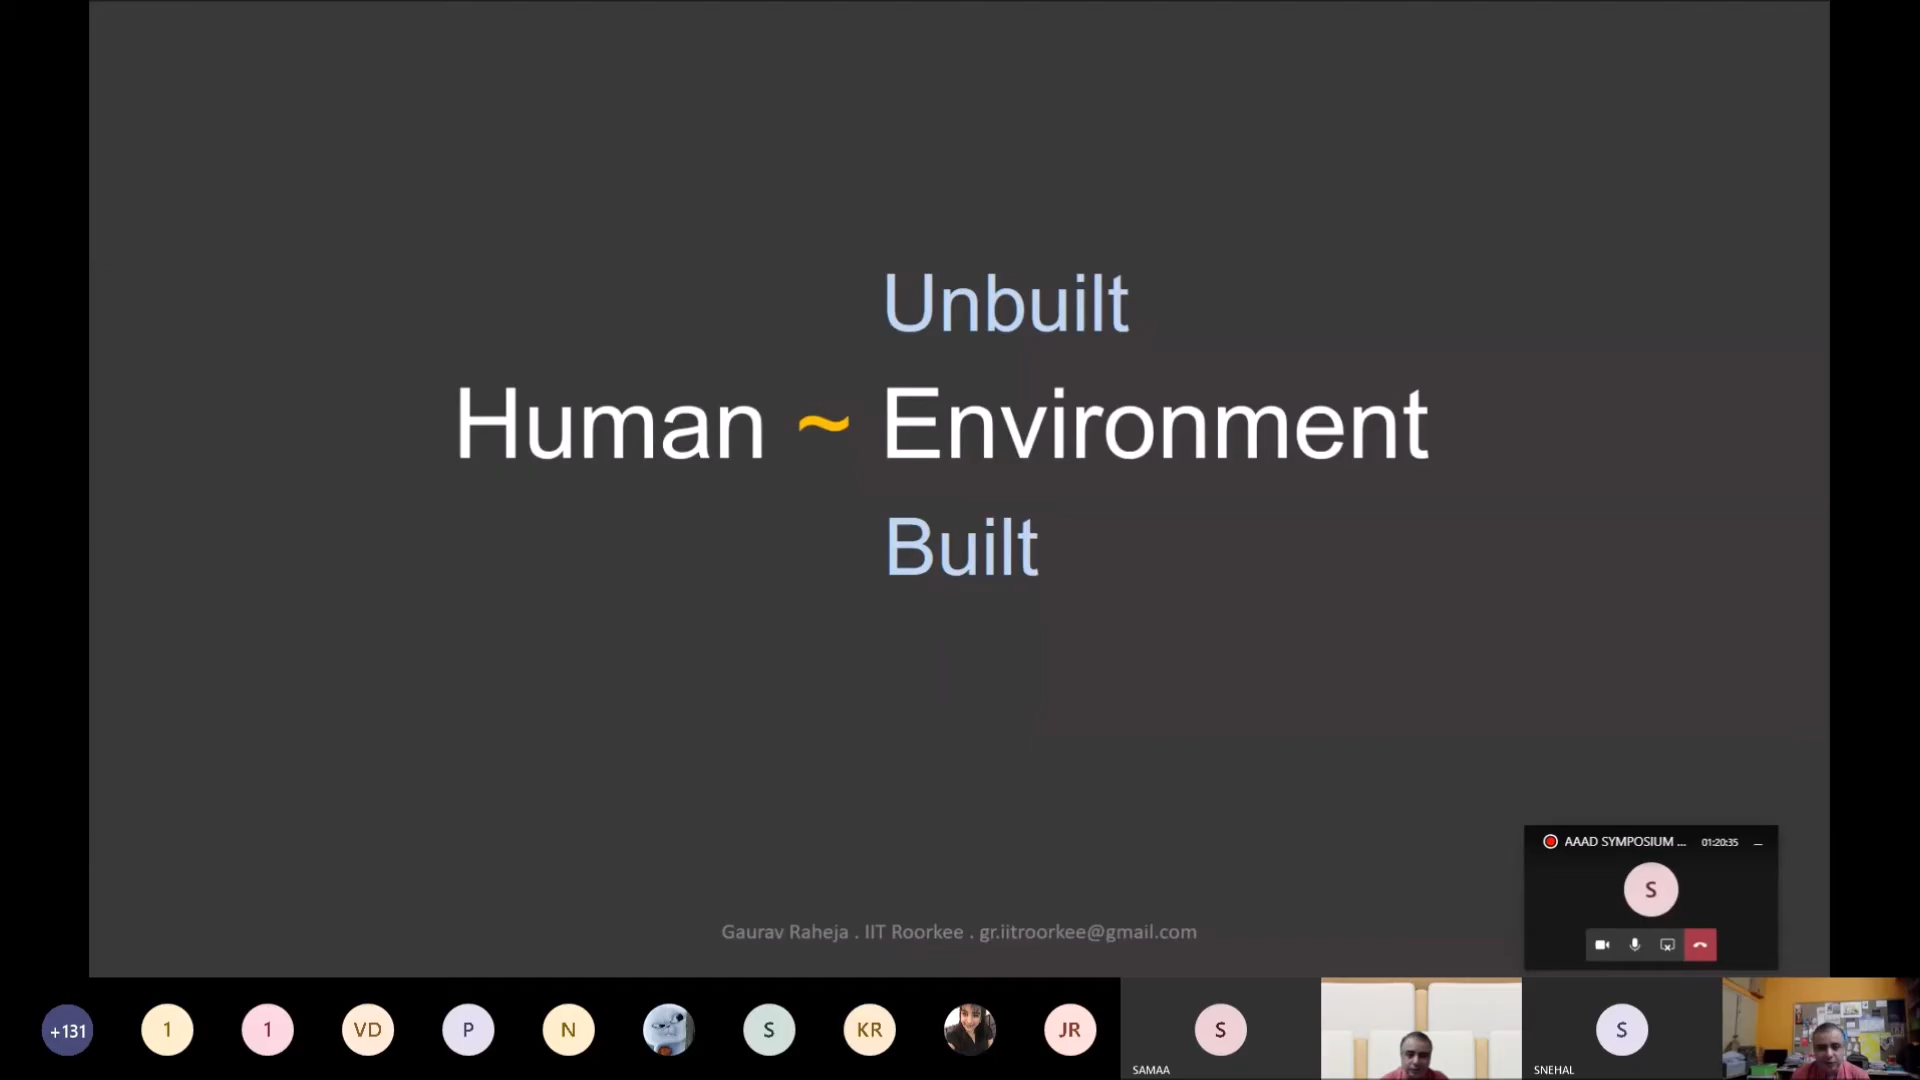 Unbuilt
Human ~ Environment
Built
Gaurav Raheja . IIT Roorkee . gr.iitroorkee@gmail.com
AAAD SYMPOSIUM ... 01:20:35
S
+131 1 1 VD P N S KR JR S S
SAMAA SNEHAL